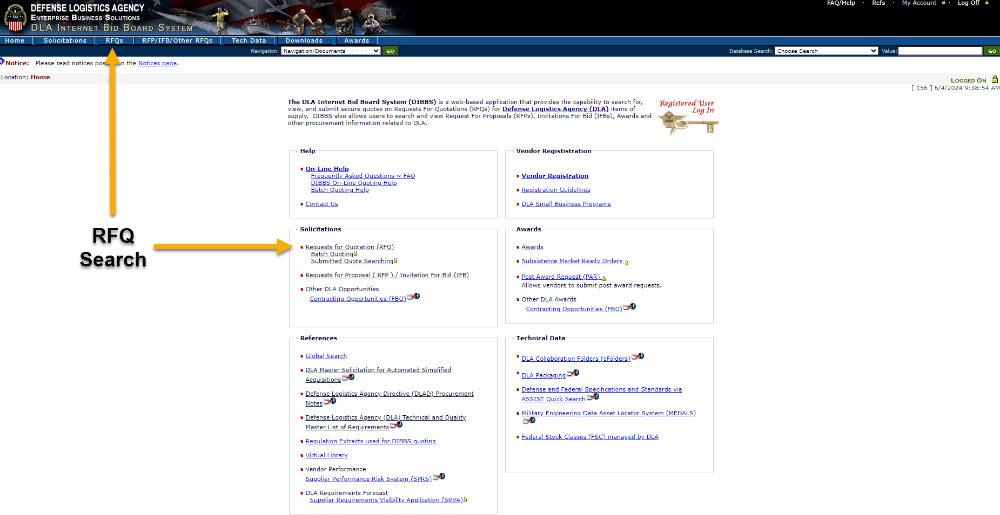 DEFENSE LOGISTICS AGENCY
ENTERPRISE BUSINESS SOLUTIONS
DLA INTERNET BID BOARD SYSTEM
FAQ/Help · Refs · My Account · Log Off
Home Solicitations RFQs RFP/IFB/Other RFQs Tech Data Downloads Awards
Navigation: Navigation/Documents - - - - - - GO Database Search: Choose Search Value: GO
Notice: Please read notices on the Notices page.
Location: Home
LOGGED ON
[ 156 ] 6/4/2024 9:38:54 AM
The DLA Internet Bid Board System (DIBBS) is a web-based application that provides the capability to search for,
view, and submit secure quotes on Requests For Quotations (RFQs) for Defense Logistics Agency (DLA) items of
supply. DIBBS also allows users to search and view Request For Proposals (RFPs), Invitations For Bid (IFBs), Awards and
other procurement information related to DLA.
Registered User
Log In
· Help
On-Line Help
Frequently Asked Questions ~ FAQ
DIBBS On-Line Quoting Help
Batch Quoting Help
Contact Us
· Vendor Regististration
Vendor Registration
Registration Guidelines
DLA Small Business Programs
RFQ
Search
· Solicitations
Requests for Quotation (RFQ)
Batch Quoting
Submitted Quote Searching
Requests for Proposal ( RFP ) / Invitation For Bid (IFB)
Other DLA Opportunities
Contracting Opportunities (FBO)
· Awards
Awards
Subsistence Market Ready Orders
Post Award Request (PAR)
Allows vendors to submit post award requests.
Other DLA Awards
Contracting Opportunities (FBO)
· References
Global Search
DLA Master Solicitation for Automated Simplified
Acquisitions
Defense Logistics Agency Directive (DLAD) Procurement
Notes
Defense Logistics Agency (DLA) Technical and Quality
Master List of Requirements
Regulation Extracts used for DIBBS quoting
Virtual Library
Vendor Performance
Supplier Performance Risk System (SPRS)
DLA Requirements Forecast
Supplier Requirements Visibility Application (SRVA)
· Technical Data
DLA Collaboration Folders (cFolders)
DLA Packaging
Defense and Federal Specifications and Standards via
ASSIST Quick Search
Military Engineering Data Asset Locator System (MEDALS)
Federal Stock Classes (FSC) managed by DLA